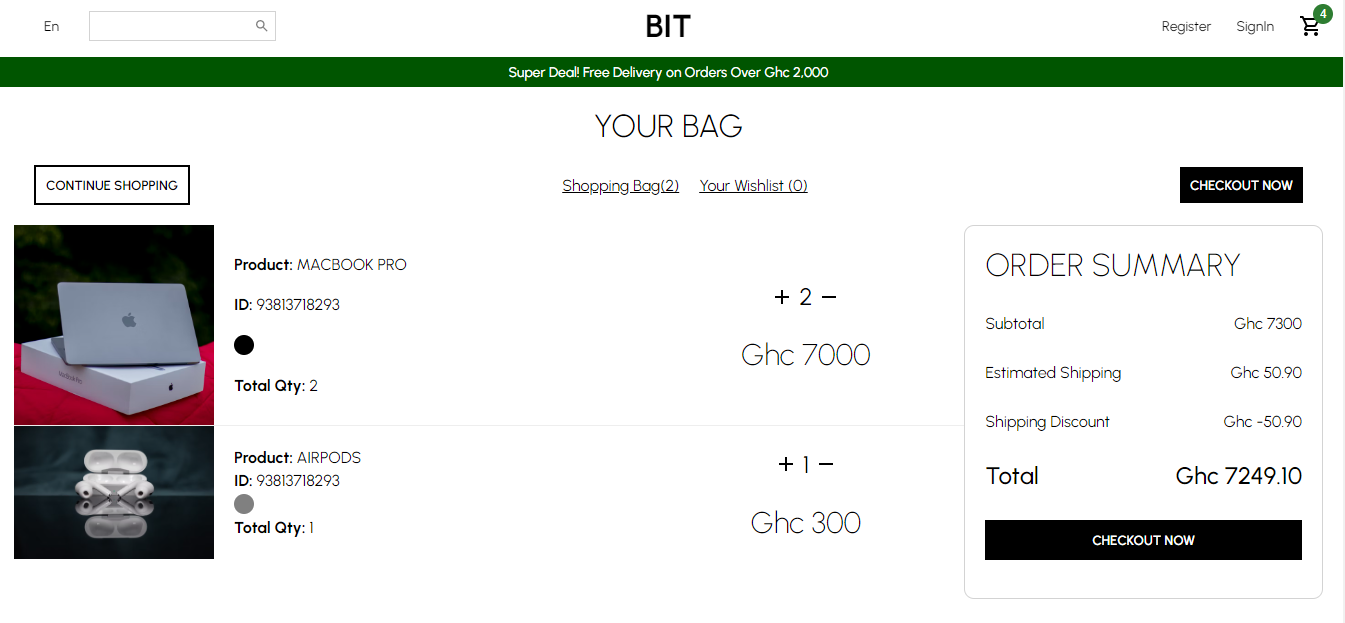 En
BIT
Register
SignIn
4
Super Deal! Free Delivery on Orders Over Ghc 2,000
YOUR BAG
CONTINUE SHOPPING
Shopping Bag(2)
Your Wishlist (0)
CHECKOUT NOW
Product: MACBOOK PRO
ID: 93813718293
Total Qty: 2
+ 2 −
Ghc 7000
Product: AIRPODS
ID: 93813718293
Total Qty: 1
+ 1 −
Ghc 300
ORDER SUMMARY
Subtotal Ghc 7300
Estimated Shipping Ghc 50.90
Shipping Discount Ghc -50.90
Total Ghc 7249.10
CHECKOUT NOW